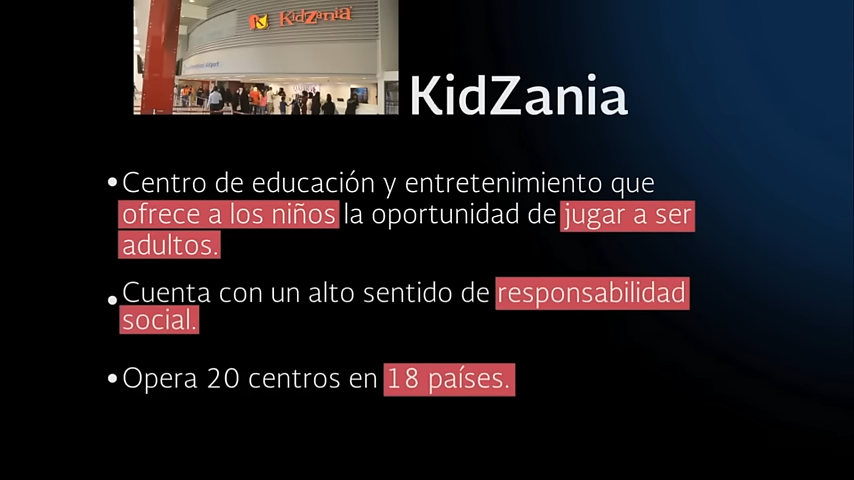 KidZania
KidZania
• Centro de educación y entretenimiento que
ofrece a los niños la oportunidad de jugar a ser
adultos.
• Cuenta con un alto sentido de responsabilidad
social.
• Opera 20 centros en 18 países.